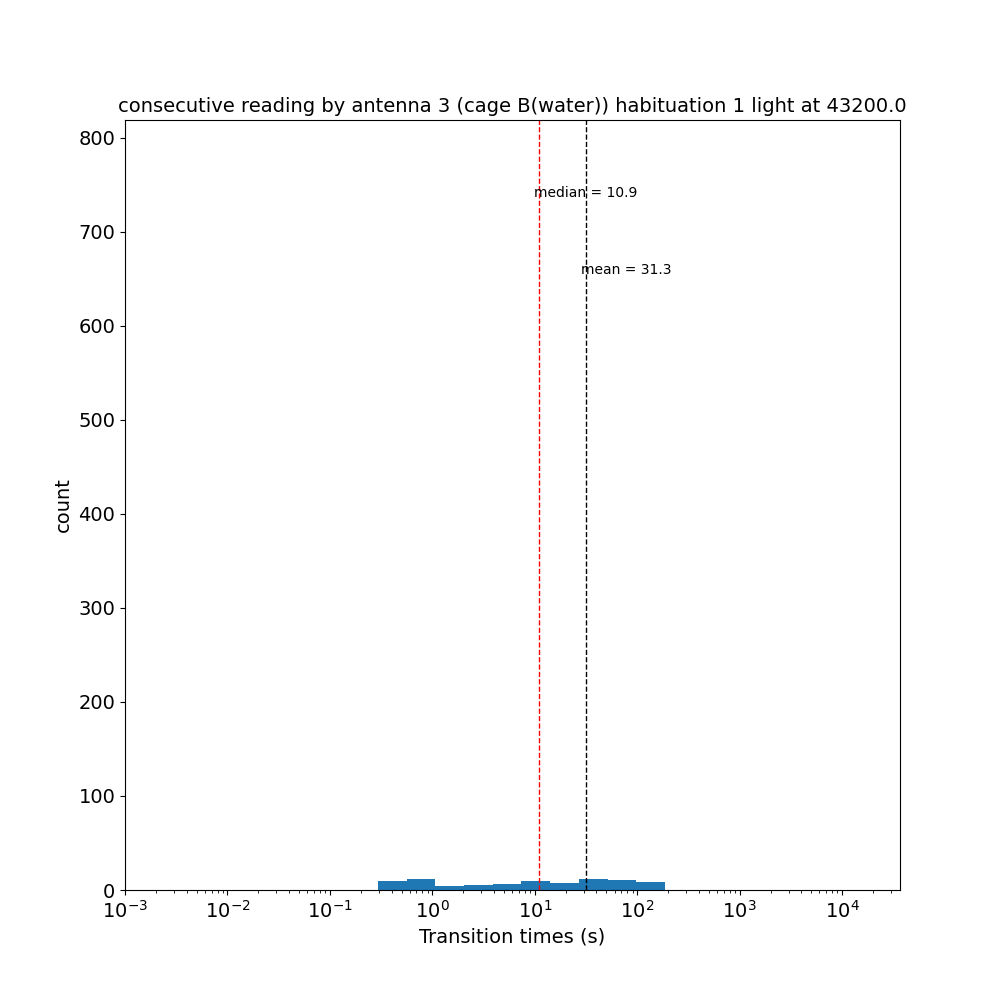 consecutive reading by antenna 3 (cage B(water)) habituation 1 light at 43200.0
800
median = 10.9
700
mean = 31.3
600
500
count
400
300
200
100
0
10⁻³ 10⁻² 10⁻¹ 10⁰ 10¹ 10² 10³ 10⁴
Transition times (s)